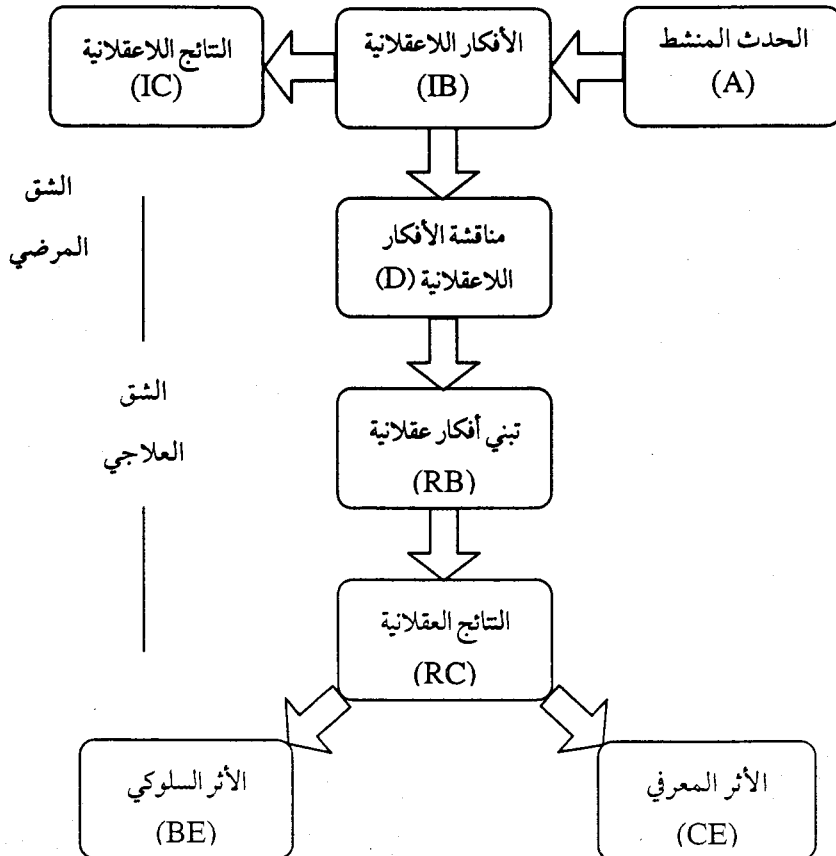 الحدث المنشط
(A)
الأفكار اللاعقلانية
(IB)
النتائج اللاعقلانية
(IC)
الشق
المرضي
مناقشة الأفكار
اللاعقلانية (D)
الشق
العلاجي
تبني أفكار عقلانية
(RB)
النتائج العقلانية
(RC)
الأثر المعرفي
(CE)
الأثر السلوكي
(BE)